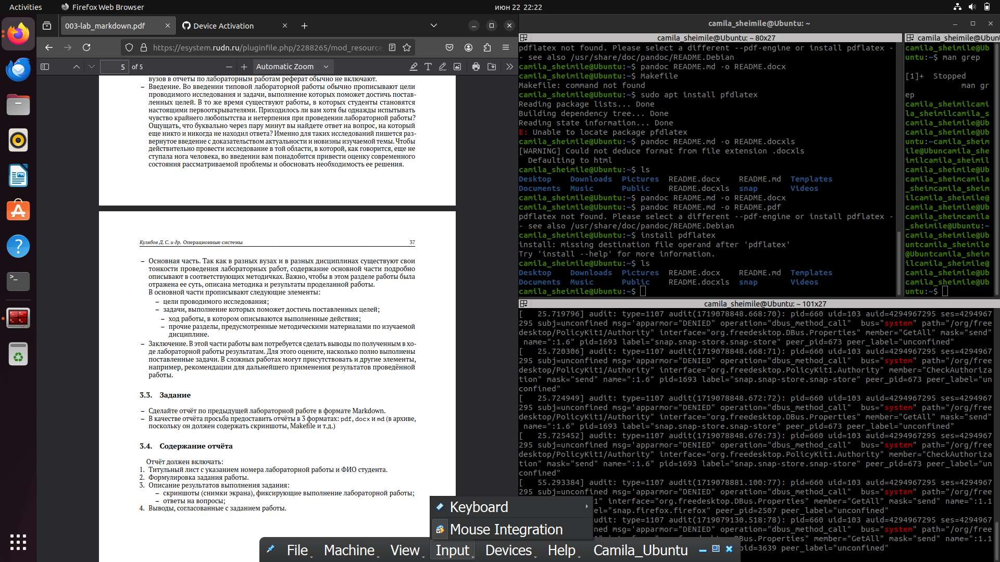 Activities
Firefox Web Browser
июн 22 22:22
003-lab_markdown.pdf
Device Activation
https://esystem.rudn.ru/pluginfile.php/2288265/mod_resource/
5 of 5
Automatic Zoom
вузов в отчеты по лабораторным работам реферат обычно не включают.
– Введение. Во введении типовой лабораторной работы обычно прописывают цели
проводимого исследования и задачи, выполнение которых поможет достичь постав-
ленных целей. В то же время существуют работы, в которых студенты становятся
настоящими первооткрывателями. Приходилось ли вам хотя бы однажды испытывать
чувство крайнего любопытства и нетерпения при проведении лабораторной работы?
Ощущать, что буквально через пару минут вы найдете ответ на вопрос, на который
еще никто и никогда не находил ответа? Именно для таких исследований пишется раз-
вернутое введение с доказательством актуальности и новизны изучаемой темы. Чтобы
действительно провести исследование в той области, в которой, как говорится, еще не
ступала нога человека, во введении вам понадобится привести оценку современного
состояния рассматриваемой проблемы и обосновать необходимость ее решения.
Кулябов Д. С. и др. Операционные системы
37
– Основная часть. Так как в разных вузах и в разных дисциплинах существуют свои
тонкости проведения лабораторных работ, содержание основной части подробно
описывают в соответствующих методичках. Важно, чтобы в этом разделе работы была
отражена ее суть, описана методика и результаты проделанной работы.
В основной части прописывают следующие элементы:
– цели проводимого исследования;
– задачи, выполнение которых поможет достичь поставленных целей;
– ход работы, в котором описываются выполненные действия;
– прочие разделы, предусмотренные методическими материалами по изучаемой
дисциплине.
– Заключение. В этой части работы вам потребуется сделать выводы по полученным в хо-
де лабораторной работы результатам. Для этого оцените, насколько полно выполнены
поставленные задачи. В сложных работах могут присутствовать и другие элементы,
например, рекомендации для дальнейшего применения результатов проведённой
работы.
3.3. Задание
– Сделайте отчёт по предыдущей лабораторной работе в формате Markdown.
– В качестве отчёта просьба предоставить отчёты в 3 форматах: pdf, docx и md (в архиве,
поскольку он должен содержать скриншоты, Makefile и т.д.)
3.4. Содержание отчёта
Отчёт должен включать:
1. Титульный лист с указанием номера лабораторной работы и ФИО студента.
2. Формулировка задания работы.
3. Описание результатов выполнения задания:
– скриншоты (снимки экрана), фиксирующие выполнение лабораторной работы;
– ответы на вопросы;
4. Выводы, согласованные с заданием работы.
camila_sheimile@Ubuntu: ~
camila_sheimile@Ubuntu: ~ 80x27
pdflatex not found. Please select a different --pdf-engine or install pdflatex -
- see also /usr/share/doc/pandoc/README.Debian
camila_sheimile@Ubuntu:~$ pandoc README.md -o README.docx
camila_sheimile@Ubuntu:~$ Makefile
Makefile: command not found
camila_sheimile@Ubuntu:~$ sudo apt install pfdlatex
Reading package lists... Done
Building dependency tree... Done
Reading state information... Done
E: Unable to locate package pfdlatex
camila_sheimile@Ubuntu:~$ pandoc README.md -o README.docxls
[WARNING] Could not deduce format from file extension .docxls
Defaulting to html
camila_sheimile@Ubuntu:~$ ls
Desktop Downloads Pictures README.docx README.md Templates
Documents Music Public README.docxls snap Videos
camila_sheimile@Ubuntu:~$ pandoc README.md -o README.docx
camila_sheimile@Ubuntu:~$ pandoc README.md -o README.pdf
pdflatex not found. Please select a different --pdf-engine or install pdflatex -
- see also /usr/share/doc/pandoc/README.Debian
camila_sheimile@Ubuntu:~$ install pdflatex
install: missing destination file operand after 'pdflatex'
Try 'install --help' for more information.
camila_sheimile@Ubuntu:~$ ls
Desktop Downloads Pictures README.docx README.md Templates
Documents Music Public README.docxls snap Videos
camila_sheimile@Ubuntu:~$
camila_sheimile@Ubun
camila_sheimile@Ub
untu:~$ man grep
[1]+ Stopped
man gr
ep
camila_sheimilcami
la_sheimilcamila_s
camila_sheimile@Ub
camila_sheimile@Ub
untu:~camila_sheim
ile@Ubuncamila_she
imilcamila_sheimil
camila_sheimile@Ub
camila_sheimcamila
_sheimcamila_sheim
ilcamila_sheimile@
camila_sheimile@Ub
camila_sheimcamila
_sheimile@Ubuntu:~
camila_sheimile@Ub
untcamila_sheimile
@Ubuntcamila_sheim
ilcamila_sheimile@
camila_sheimile@Ub
camila_sheimile@Ub
untu:~$
camila_sheimile@Ubuntu: ~ 101x27
[ 25.719796] audit: type=1107 audit(1719078848.668:70): pid=660 uid=103 auid=4294967295 ses=4294967
295 subj=unconfined msg='apparmor="DENIED" operation="dbus_method_call" bus="system" path="/org/free
desktop/PolicyKit1/Authority" interface="org.freedesktop.DBus.Properties" member="GetAll" mask="send"
name=":1.6" pid=1693 label="snap.snap-store.snap-store" peer_pid=673 peer_label="unconfined"
[ 25.720306] audit: type=1107 audit(1719078848.668:71): pid=660 uid=103 auid=4294967295 ses=4294967
295 subj=unconfined msg='apparmor="DENIED" operation="dbus_method_call" bus="system" path="/org/free
desktop/PolicyKit1/Authority" interface="org.freedesktop.PolicyKit1.Authority" member="CheckAuthoriza
tion" mask="send" name=":1.6" pid=1693 label="snap.snap-store.snap-store" peer_pid=673 peer_label="un
confined"
[ 25.724949] audit: type=1107 audit(1719078848.672:72): pid=660 uid=103 auid=4294967295 ses=4294967
295 subj=unconfined msg='apparmor="DENIED" operation="dbus_method_call" bus="system" path="/org/free
desktop/PolicyKit1/Authority" interface="org.freedesktop.DBus.Properties" member="GetAll" mask="send"
name=":1.6" pid=1693 label="snap.snap-store.snap-store" peer_pid=673 peer_label="unconfined"
[ 25.725452] audit: type=1107 audit(1719078848.676:73): pid=660 uid=103 auid=4294967295 ses=4294967
295 subj=unconfined msg='apparmor="DENIED" operation="dbus_method_call" bus="system" path="/org/free
desktop/PolicyKit1/Authority" interface="org.freedesktop.PolicyKit1.Authority" member="CheckAuthoriza
tion" mask="send" name=":1.6" pid=1693 label="snap.snap-store.snap-store" peer_pid=673 peer_label="un
confined"
[ 55.293384] audit: type=1107 audit(1719078881.100:77): pid=660 uid=103 auid=4294967295 ses=4294967
295 subj=unconfined msg='apparmor="DENIED" operation="dbus_method_call" bus="system" path="/org/free
1" interface="org.freedesktop.DBus.Properties" member="GetAll" mask="send" name=":1.1
el="snap.firefox.firefox" peer_pid=2507 peer_label="unconfined"
udit: type=1107 audit(1719079130.518:78): pid=660 uid=103 auid=4294967295 ses=4294967
ned msg='apparmor="DENIED" operation="dbus_method_call" bus="system" path="/org/free
DBus.Properties" member="GetAll" mask="send" name=":1.1
pid=3639 peer_label="unconfined"
Keyboard
Mouse Integration
File
Machine
View
Input
Devices
Help
Camila_Ubuntu